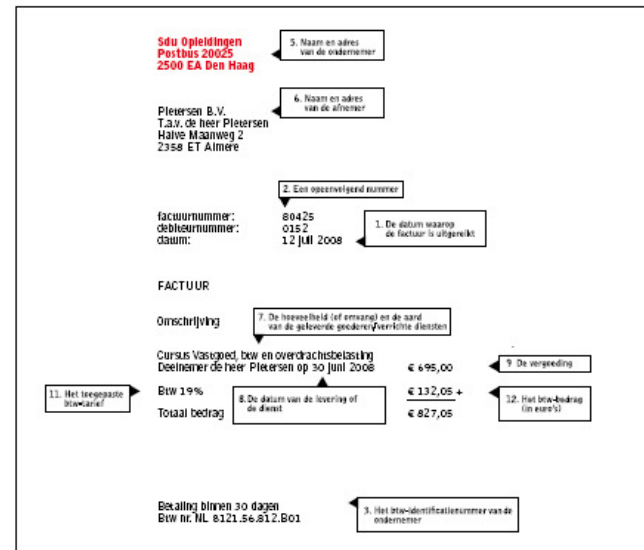 Sdu Opleidingen
Postbus 20025
2500 EA Den Haag
5. Naam en adres
van de ondernemer
Pietersen B.V.
T.a.v. de heer Pietersen
Halve Maanweg 2
2358 ET Almere
6. Naam en adres
van de afnemer
2. Een opeenvolgend nummer
factuurnummer: 80425
debiteurnummer: 0152
datum: 12 juli 2008
1. De datum waarop
de factuur is uitgereikt
FACTUUR
Omschrijving
7. De hoeveelheid (of omvang) en de aard
van de geleverde goederen/verrichte diensten
Cursus Vastgoed, btw en overdrachtsbelasting
Deelnemer de heer Pietersen op 30 juni 2008 € 695,00
9 De vergoeding
11. Het toegepaste
btw-tarief
Btw 19% € 132,05 +
8. De datum van de levering of
de dienst
12. Het btw-bedrag
(in euro's)
Totaal bedrag € 827,05
Betaling binnen 30 dagen
Btw nr. NL 8121.56.812.B01
3. Het btw-identificatienummer van de
ondernemer